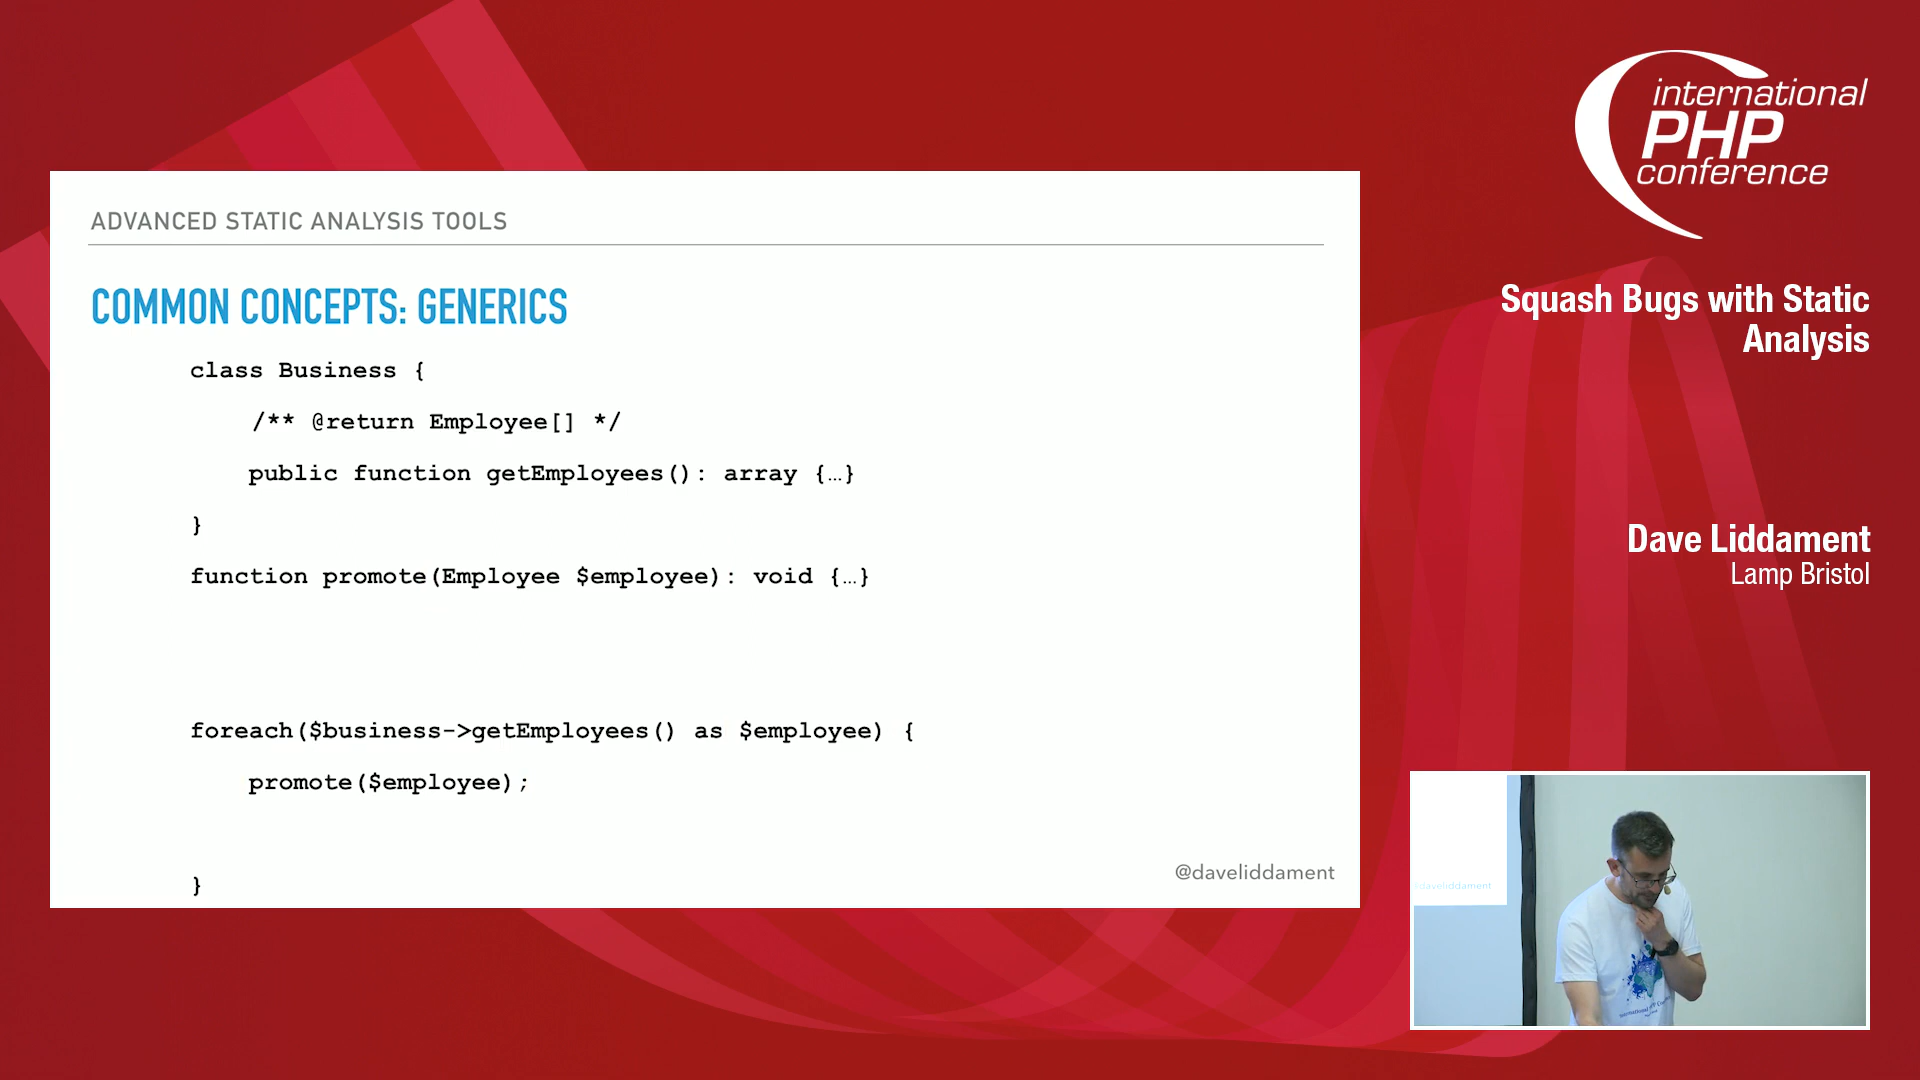 ADVANCED STATIC ANALYSIS TOOLS
COMMON CONCEPTS: GENERICS
class Business {
/** @return Employee[] */
public function getEmployees(): array {…}
}
function promote(Employee $employee): void {…}
foreach($business->getEmployees() as $employee) {
promote($employee);
}
@daveliddament
international
PHP
conference
Squash Bugs with Static
Analysis
Dave Liddament
Lamp Bristol
@daveliddament